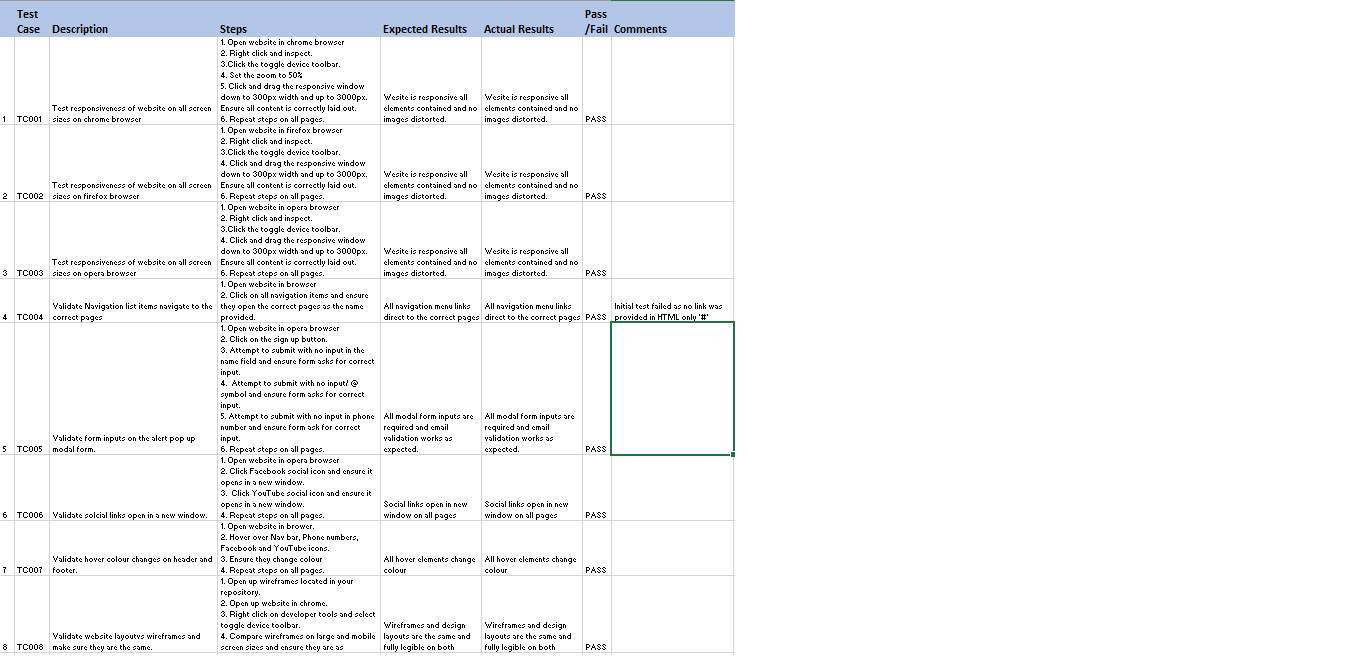 Test Case Description Steps Expected Results Actual Results Pass /Fail Comments
1 TC001
Test responsiveness of website on all screen
sizes on chrome browser
1. Open website in chrome browser
2. Right click and inspect.
3.Click the toggle device toolbar.
4. Set the zoom to 50%
5. Click and drag the responsive window
down to 300px width and up to 3000px.
Ensure all content is correctly laid out.
6. Repeat steps on all pages.
Wesite is responsive all
elements contained and no
images distorted.
Wesite is responsive all
elements contained and no
images distorted.
PASS
2 TC002
Test responsiveness of website on all screen
sizes on firefox browser
1. Open website in firefox browser
2. Right click and inspect.
3.Click the toggle device toolbar.
4. Click and drag the responsive window
down to 300px width and up to 3000px.
Ensure all content is correctly laid out.
6. Repeat steps on all pages.
Wesite is responsive all
elements contained and no
images distorted.
Wesite is responsive all
elements contained and no
images distorted.
PASS
3 TC003
Test responsiveness of website on all screen
sizes on opera browser
1. Open website in opera browser
2. Right click and inspect.
3.Click the toggle device toolbar.
4. Click and drag the responsive window
down to 300px width and up to 3000px.
Ensure all content is correctly laid out.
6. Repeat steps on all pages.
Wesite is responsive all
elements contained and no
images distorted.
Wesite is responsive all
elements contained and no
images distorted.
PASS
4 TC004
Validate Navigation list items navigate to the
correct pages
1. Open website in browser
2. Click on all navigation items and ensure
they open the correct pages as the name
provided.
All navigation menu links
direct to the correct pages
All navigation menu links
direct to the correct pages
PASS
Initial test failed as no link was
provided in HTML only '#'
5 TC005
Validate form inputs on the alert pop up
modal form.
1. Open website in opera browser
2. Click on the sign up button.
3. Attempt to submit with no input in the
name field and ensure form asks for correct
input.
4. Attempt to submit with no input/ @
symbol and ensure form asks for correct
input.
5. Attempt to submit with no input in phone
number and ensure form ask for correct
input.
6. Repeat steps on all pages.
All modal form inputs are
required and email
validation works as
expected.
All modal form inputs are
required and email
validation works as
expected.
PASS
6 TC006
Validate solcial links open in a new window.
1. Open website in opera browser
2. Click Facebook social icon and ensure it
opens in a new window.
3. Click YouTube social icon and ensure it
opens in a new window.
4. Repeat steps on all pages.
Social links open in new
window on all pages
Social links open in new
window on all pages
PASS
7 TC007
Validate hover colour changes on header and
footer.
1. Open website in brower.
2. Hover over Nav bar, Phone numbers,
Facebook and YouTube icons.
3. Ensure they change colour
4. Repeat steps on all pages.
All hover elements change
colour
All hover elements change
colour
PASS
8 TC008
Validate website layoutvs wireframes and
make sure they are the same.
1. Open up wireframes located in your
repository.
2. Open up website in chrome.
3. Right click on developer tools and select
toggle device toolbar.
4. Compare wireframes on large and mobile
screen sizes and ensure they are as
Wireframes and design
layouts are the same and
fully legible on both
Wireframes and design
layouts are the same and
fully legible on both
PASS